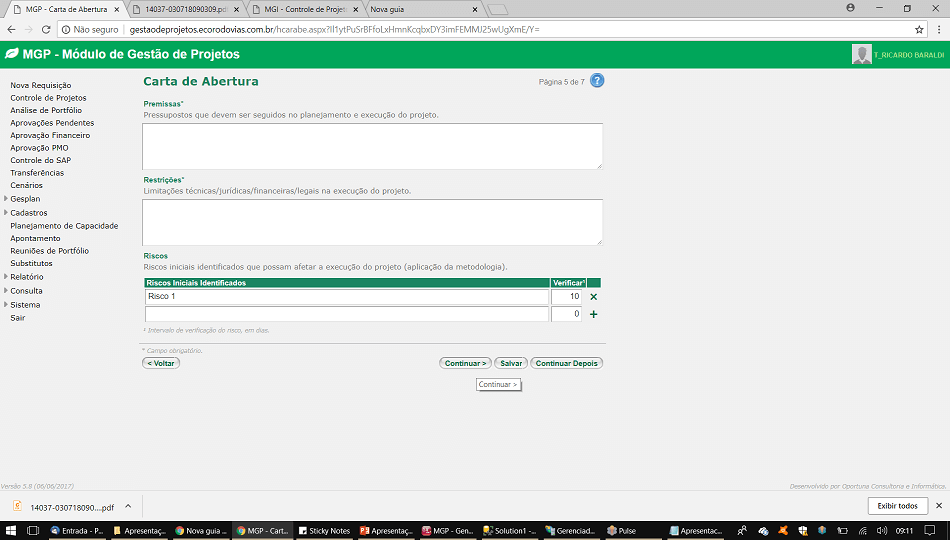 MGP - Carta de Abertura
14037-030718090309.pd
MGI - Controle de Projet
Nova guia
Não seguro
gestaodeprojetos.ecorodovias.com.br/hcarabe.aspx?
MGP - Módulo de Gestão de Projetos
T_RICARDO BARALDI
Nova Requisição
Controle de Projetos
Análise de Portfólio
Aprovações Pendentes
Aprovação Financeiro
Aprovação PMO
Controle do SAP
Transferências
Cenários
Gesplan
Cadastros
Planejamento de Capacidade
Apontamento
Reuniões de Portfólio
Substitutos
Relatório
Consulta
Sistema
Sair
Carta de Abertura
Página 5 de 7
?
Premissas*
Pressupostos que devem ser seguidos no planejamento e execução do projeto.
Restrições*
Limitações técnicas/jurídicas/financeiras/legais na execução do projeto.
Riscos
Riscos iniciais identificados que possam afetar a execução do projeto (aplicação da metodologia).
Riscos Iniciais Identificados Verificar¹
Risco 1 10
0
¹ Intervalo de verificação do risco, em dias.
* Campo obrigatório.
< Voltar Continuar > Salvar Continuar Depois
Continuar >
Versão 5.8 (06/06/2017)
Desenvolvido por Oportuna Consultoria e Informática.
14037-030718090....pdf
Exibir todos
Entrada - P...
Apresentaç...
Nova guia ...
MGP - Cart...
Sticky Notes
Apresentaç...
MGP - Gen...
Solution1 - ...
Gerenciad...
Pulse
Apresentaç...
09:11